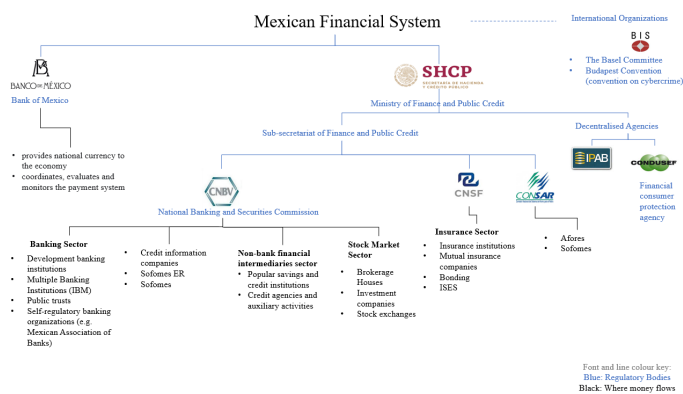 Mexican Financial System
International Organizations
BIS
• The Basel Committee
• Budapest Convention
(convention on cybercrime)
BANCO DE MÉXICO
Bank of Mexico
SHCP
SECRETARÍA DE HACIENDA
Y CRÉDITO PÚBLICO
Ministry of Finance and Public Credit
Sub-secretariat of Finance and Public Credit
Decentralised Agencies
• provides national currency to
the economy
• coordinates, evaluates and
monitors the payment system
IPAB
CONDUSEF
Financial
consumer
protection
agency
CNBV
National Banking and Securities Commission
CNSF
CONSAR
Banking Sector
• Development banking
institutions
• Multiple Banking
Institutions (IBM)
• Public trusts
• Self-regulatory banking
organizations (e.g.
Mexican Association of
Banks)
• Credit information
companies
• Sofomes ER
• Sofomes
Non-bank financial
intermediaries sector
• Popular savings and
credit institutions
• Credit agencies and
auxiliary activities
Stock Market
Sector
• Brokerage
Houses
• Investment
companies
• Stock exchanges
Insurance Sector
• Insurance institutions
• Mutual insurance
companies
• Bonding
• ISES
• Afores
• Sofomes
Font and line colour key:
Blue: Regulatory Bodies
Black: Where money flows